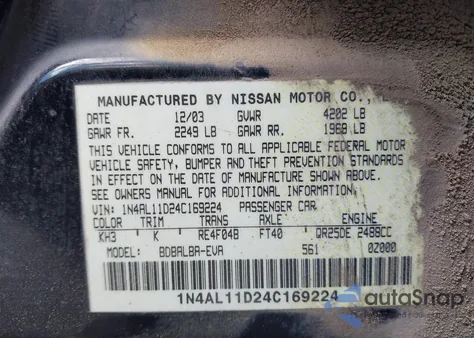 MANUFACTURED BY NISSAN MOTOR CO.,
DATE 12/03 GVWR 4202 LB
GAWR FR. 2249 LB GAWR RR. 1968 LB
THIS VEHICLE CONFORMS TO ALL APPLICABLE FEDERAL MOTOR
VEHICLE SAFETY, BUMPER AND THEFT PREVENTION STANDARDS
IN EFFECT ON THE DATE OF MANUFACTURE SHOWN ABOVE.
SEE OWNERS MANUAL FOR ADDITIONAL INFORMATION.
VIN: 1N4AL11D24C169224 PASSENGER CAR
COLOR TRIM TRANS AXLE ENGINE
KH3 K RE4F04B FT40 QR25DE 2488CC
MODEL: BDBALBA-EVA 561 0Z000
1N4AL11D24C169224
autoSnap